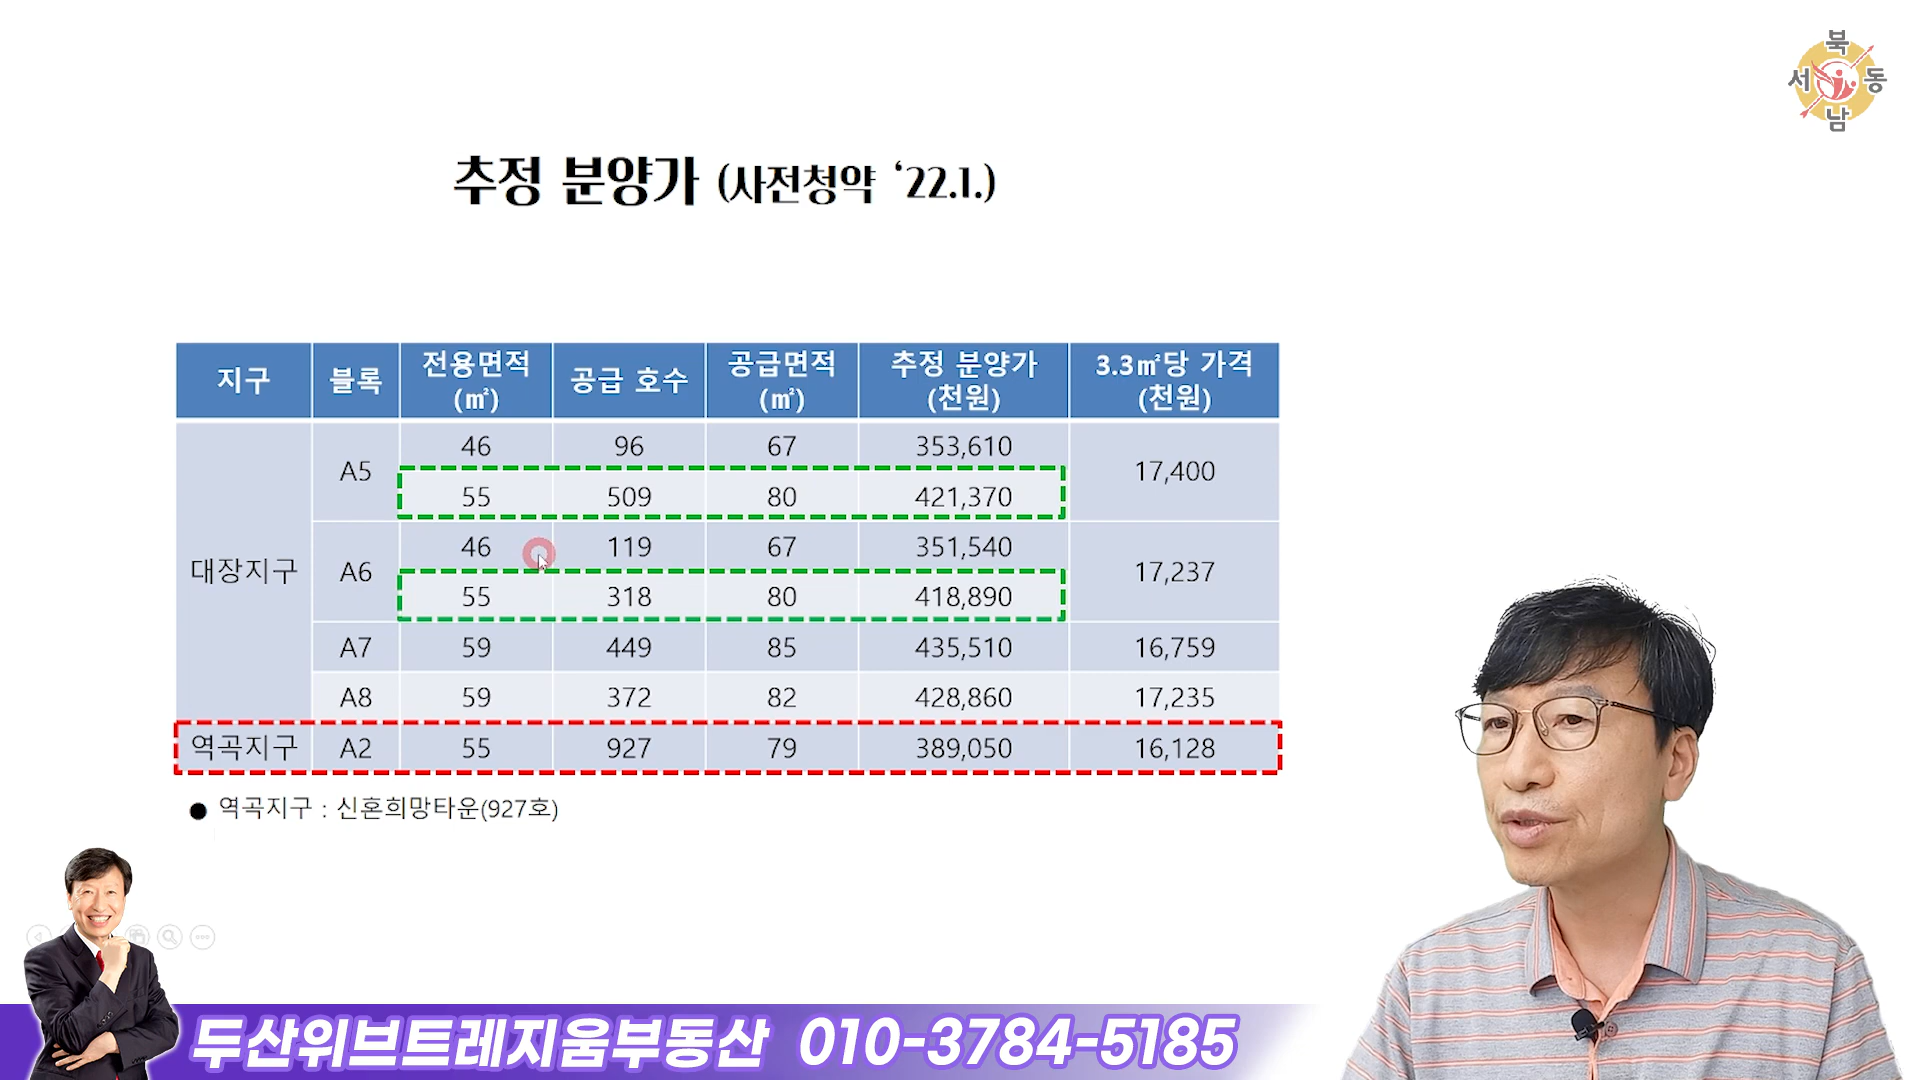 북
서 동
남
추정 분양가 (사전청약 ‘22.1.)
지구 블록 전용면적 (㎡) 공급 호수 공급면적 (㎡) 추정 분양가 (천원) 3.3㎡당 가격 (천원)
대장지구 A5 46 96 67 353,610 17,400
55 509 80 421,370
A6 46 119 67 351,540 17,237
55 318 80 418,890
A7 59 449 85 435,510 16,759
A8 59 372 82 428,860 17,235
역곡지구 A2 55 927 79 389,050 16,128
● 역곡지구 : 신혼희망타운(927호)
두산위브트레지움부동산 010-3784-5185